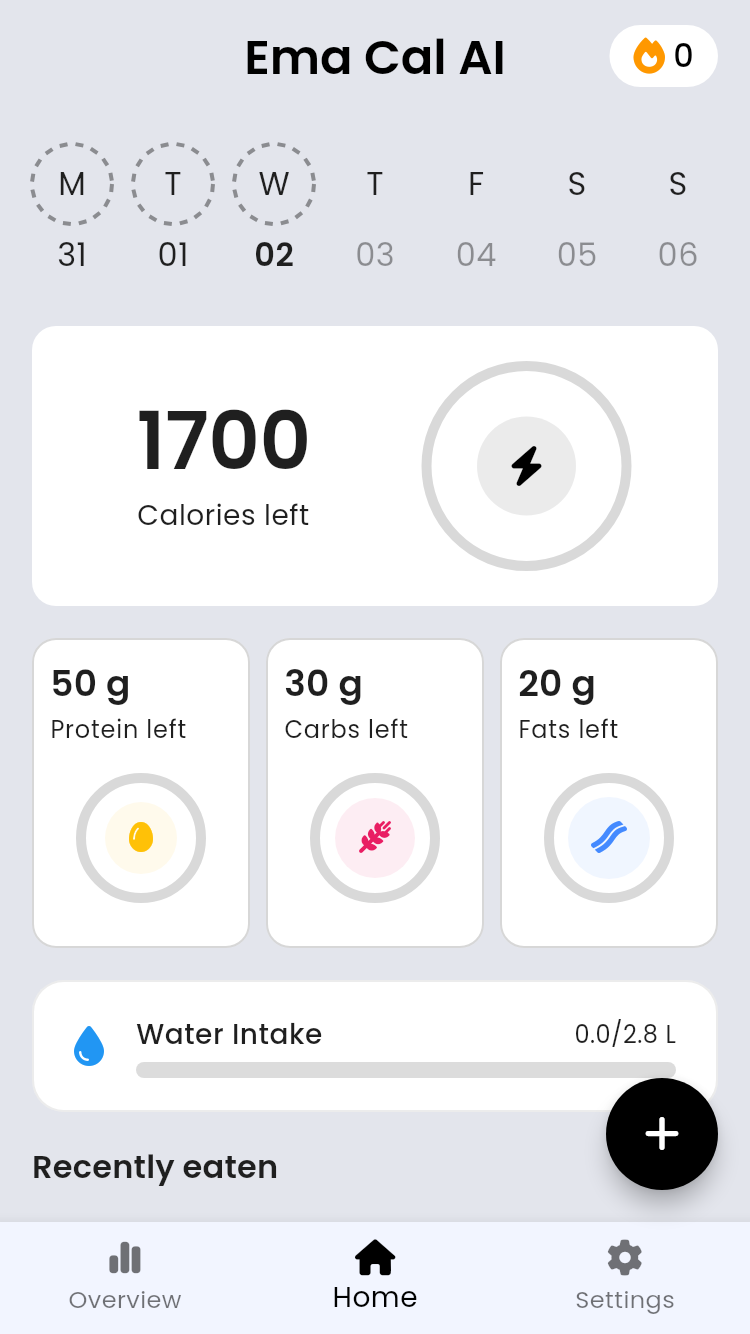 Ema Cal AI
0
M T W T F S S
31 01 02 03 04 05 06
1700
Calories left
50 g
Protein left
30 g
Carbs left
20 g
Fats left
Water Intake 0.0/2.8 L
Recently eaten
Overview Home Settings